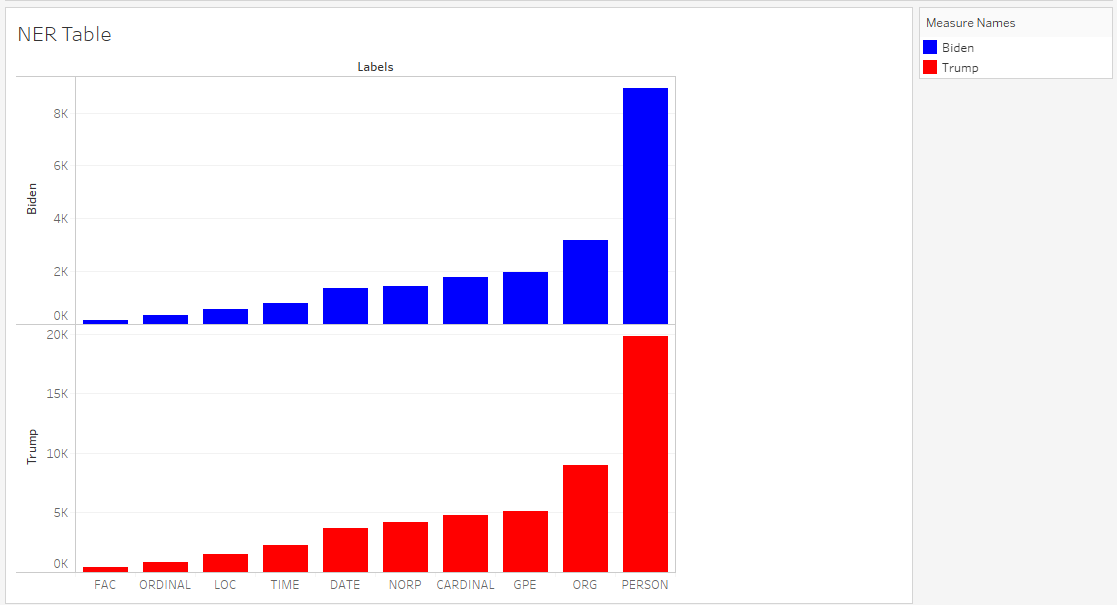 NER Table
Labels
Biden
8K
6K
4K
2K
0K
Trump
20K
15K
10K
5K
0K
FAC ORDINAL LOC TIME DATE NORP CARDINAL GPE ORG PERSON
Measure Names
Biden
Trump